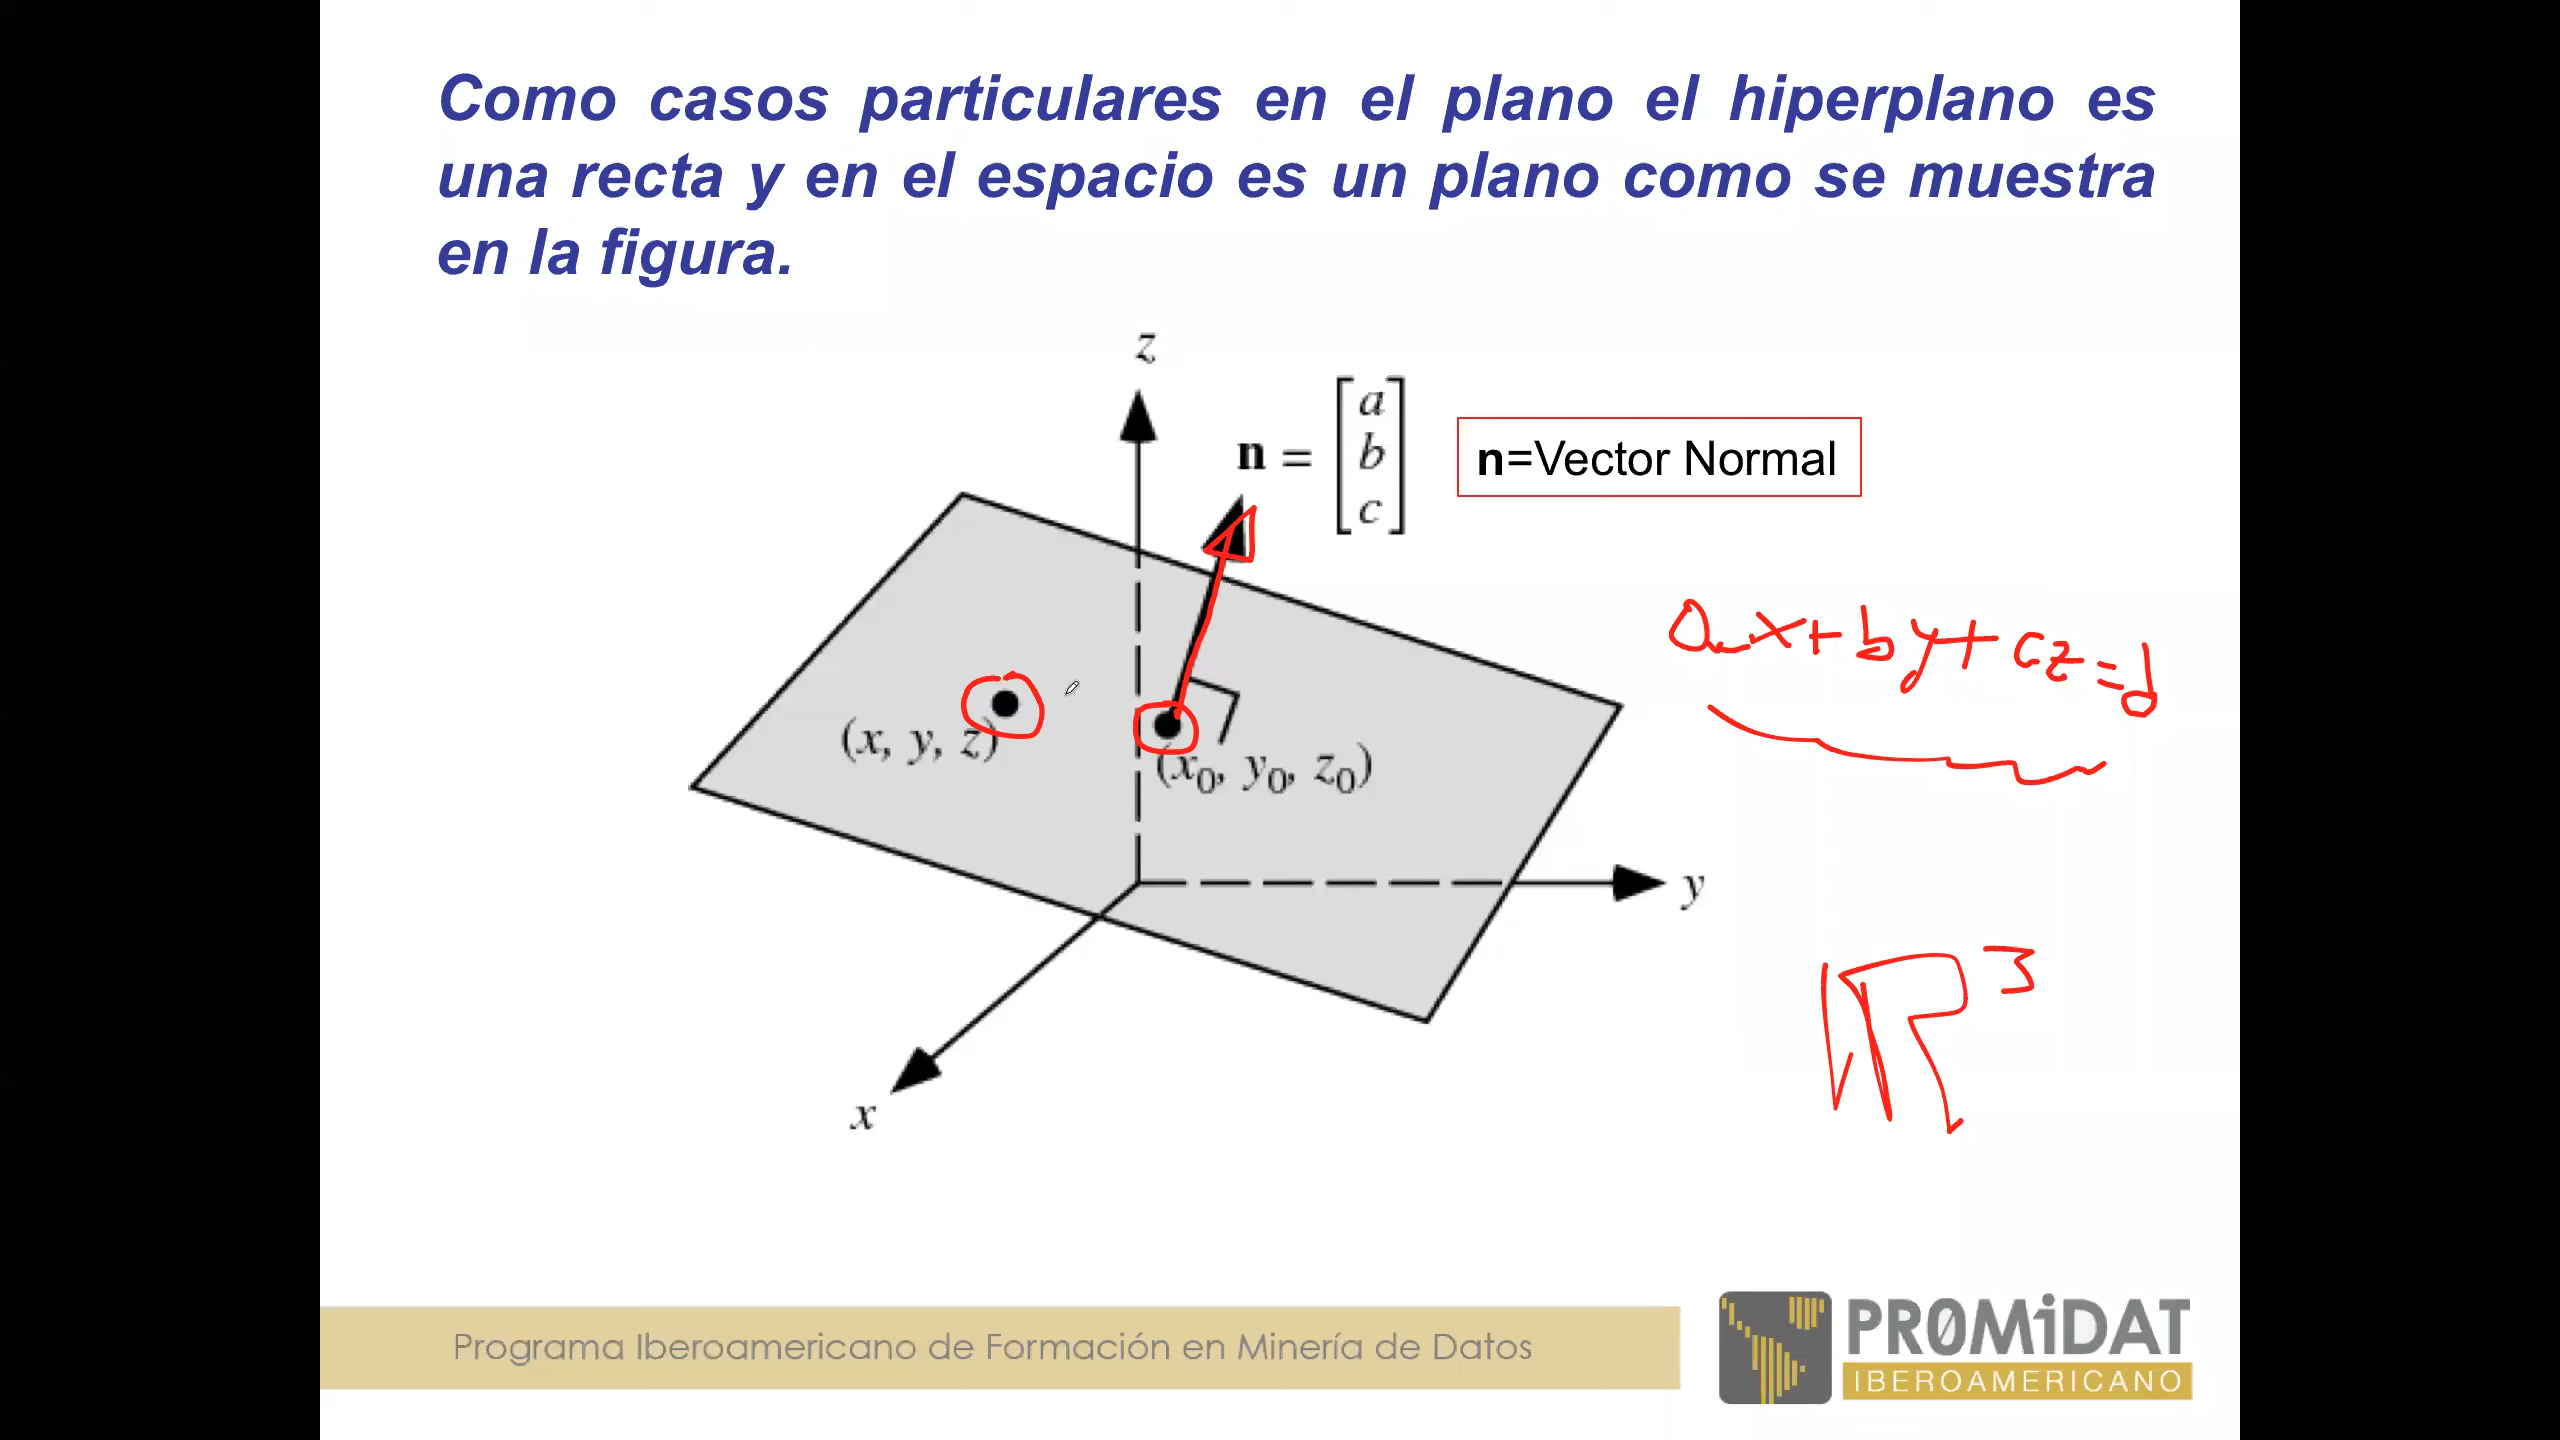 Como casos particulares en el plano el hiperplano es
una recta y en el espacio es un plano como se muestra
en la figura.
z
n = [a b c]
n=Vector Normal
ax+by+cz=d
(x, y, z)
(x₀, y₀, z₀)
y
ℝ³
x
Programa Iberoamericano de Formación en Minería de Datos
PR0MiDAT
IBEROAMERICANO